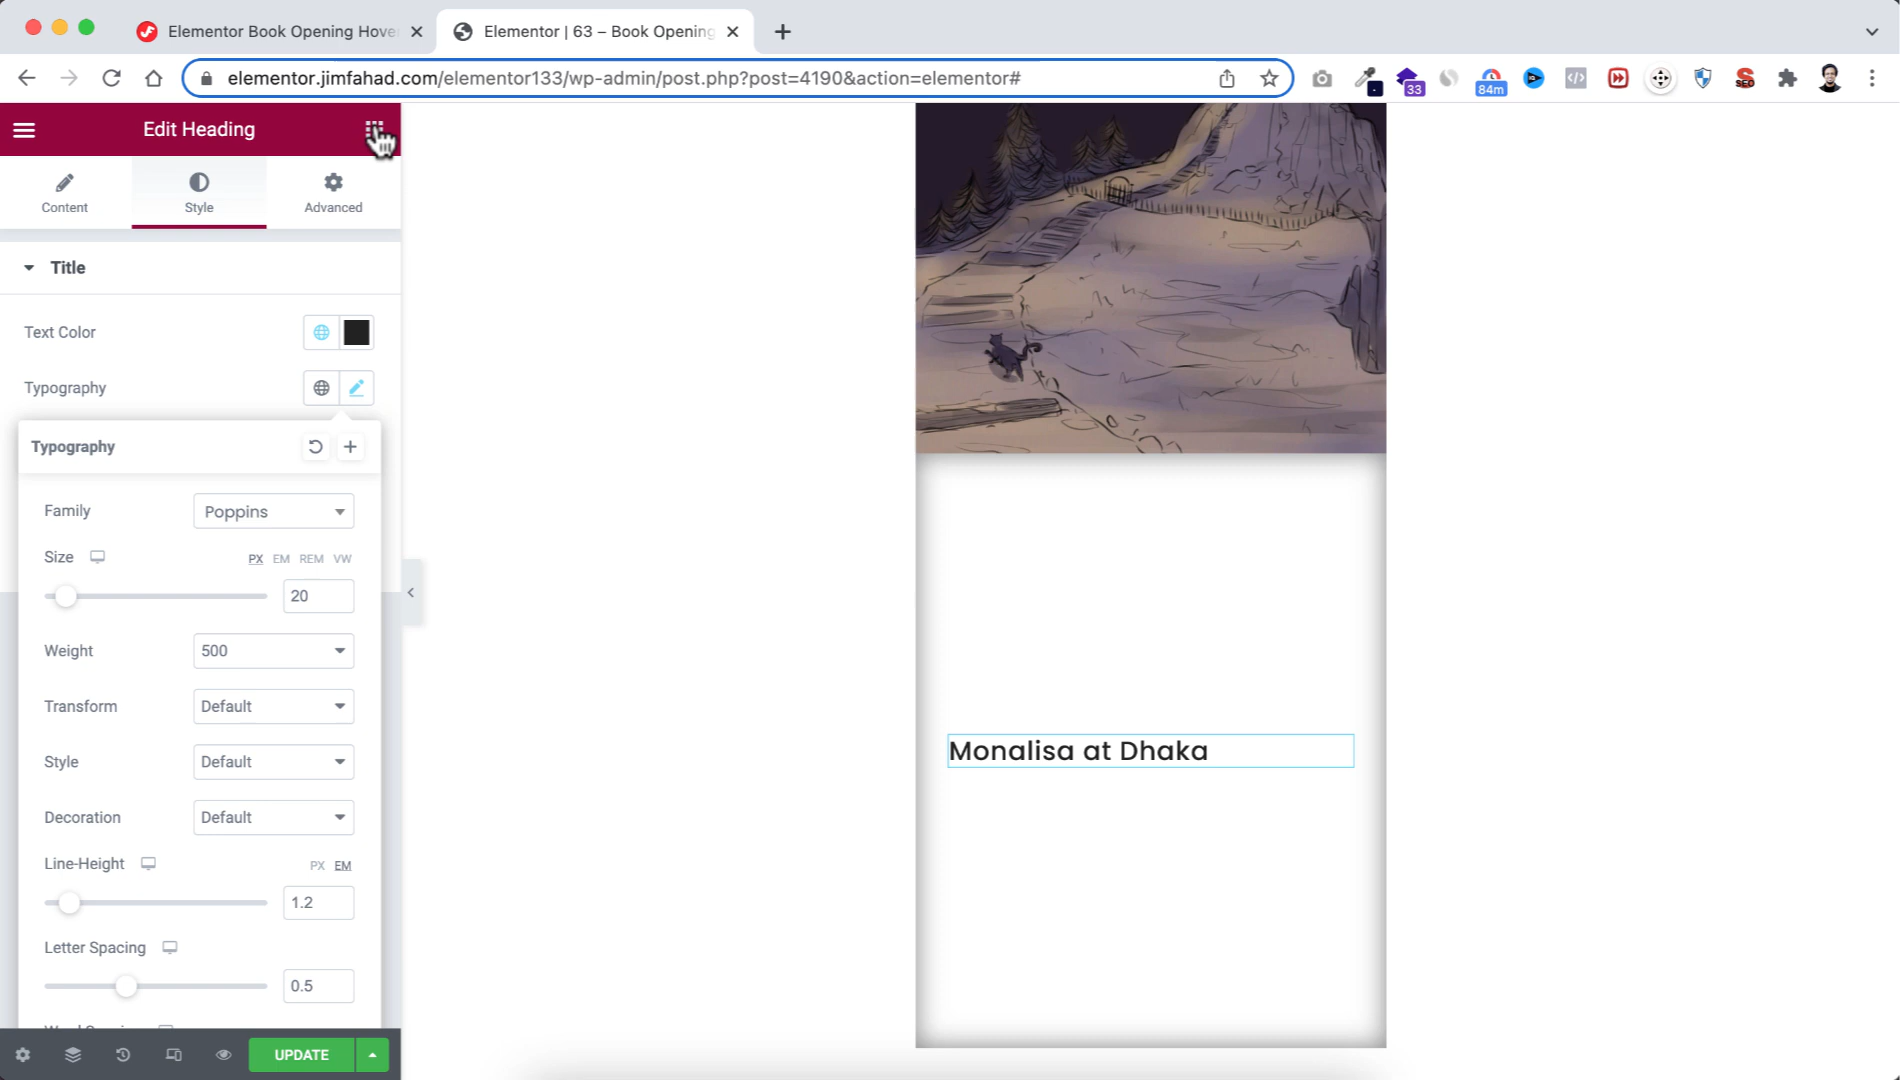 Elementor Book Opening Hove
Elementor | 63 – Book Opening
elementor.jimfahad.com/elementor133/wp-admin/post.php?post=4190&action=elementor#
33
84m
SEO
Edit Heading
Content
Style
Advanced
Title
Text Color
Typography
Typography
Family
Poppins
Size
PX EM REM VW
20
Weight
500
Transform
Default
Style
Default
Decoration
Default
Line-Height
PX EM
1.2
Letter Spacing
0.5
UPDATE
Monalisa at Dhaka